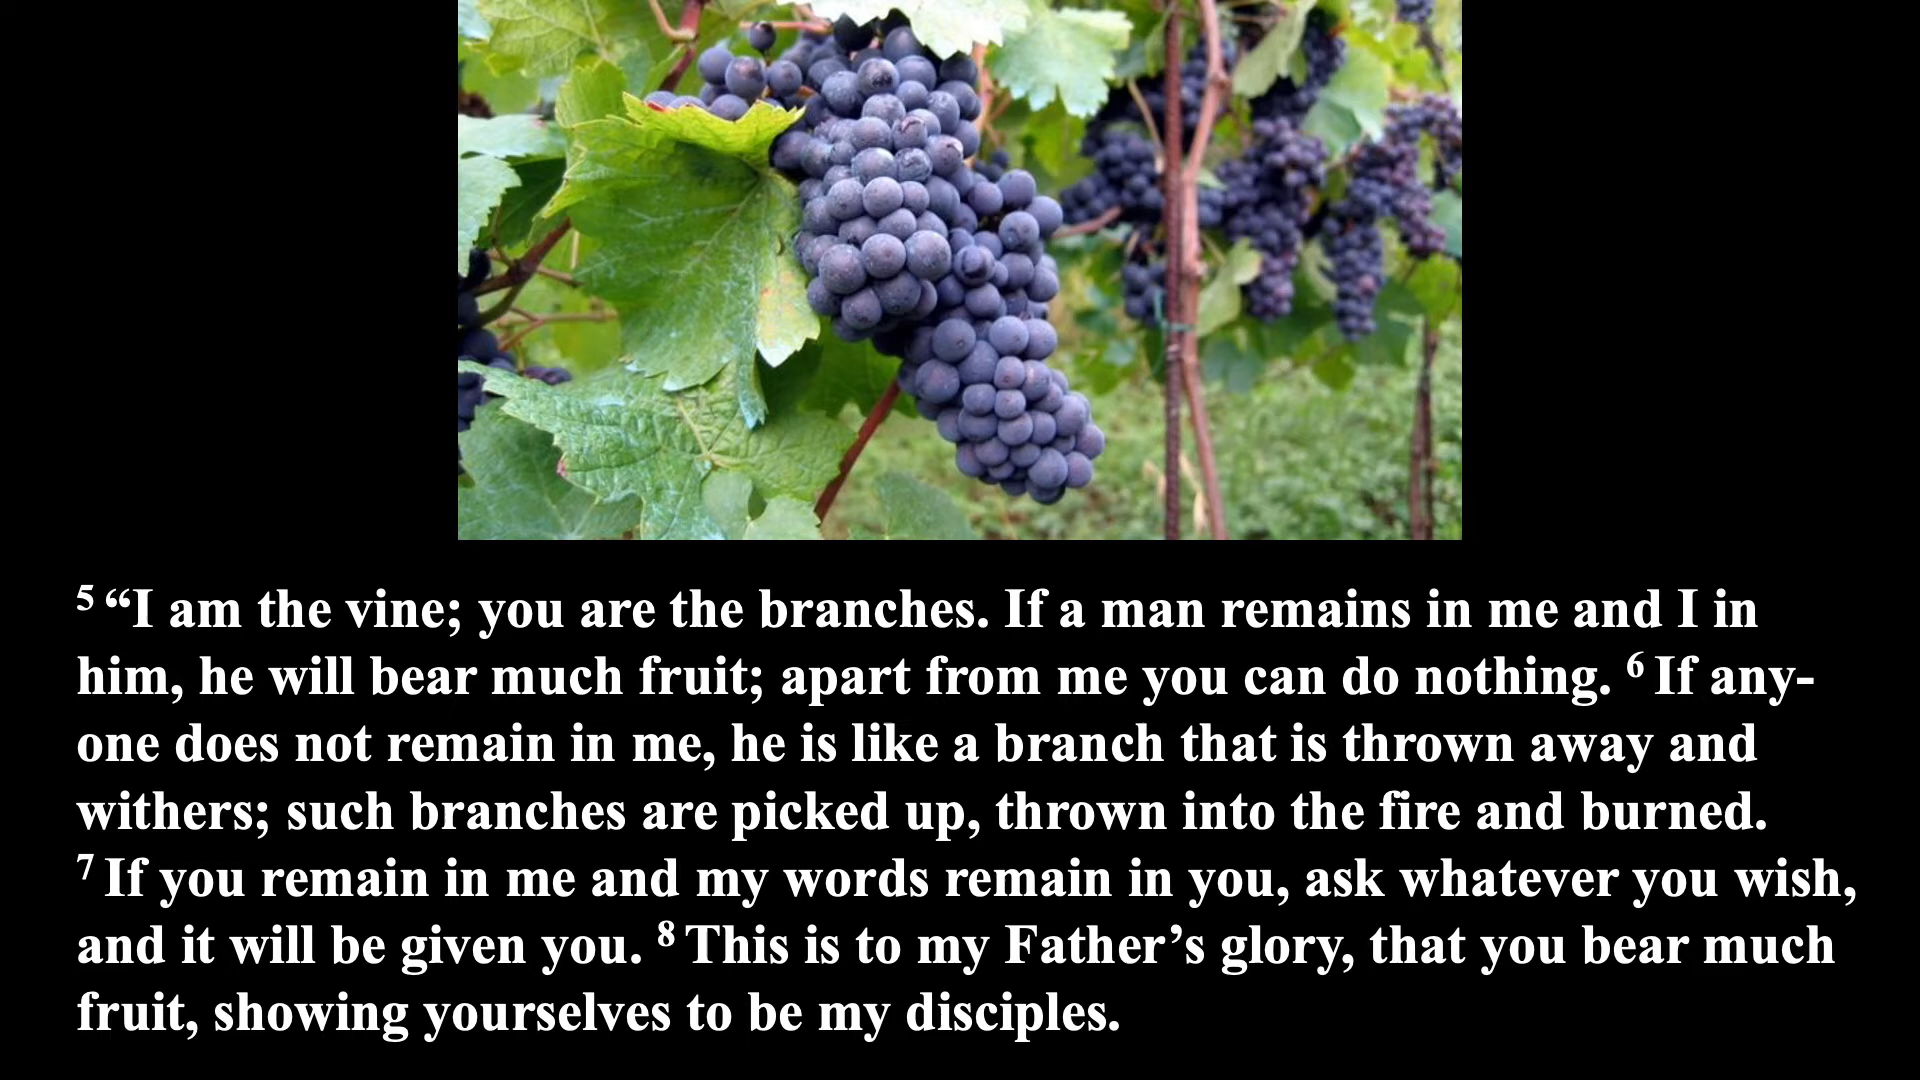 5 “I am the vine; you are the branches. If a man remains in me and I in
him, he will bear much fruit; apart from me you can do nothing. 6 If any-
one does not remain in me, he is like a branch that is thrown away and
withers; such branches are picked up, thrown into the fire and burned.
7 If you remain in me and my words remain in you, ask whatever you wish,
and it will be given you. 8 This is to my Father’s glory, that you bear much
fruit, showing yourselves to be my disciples.